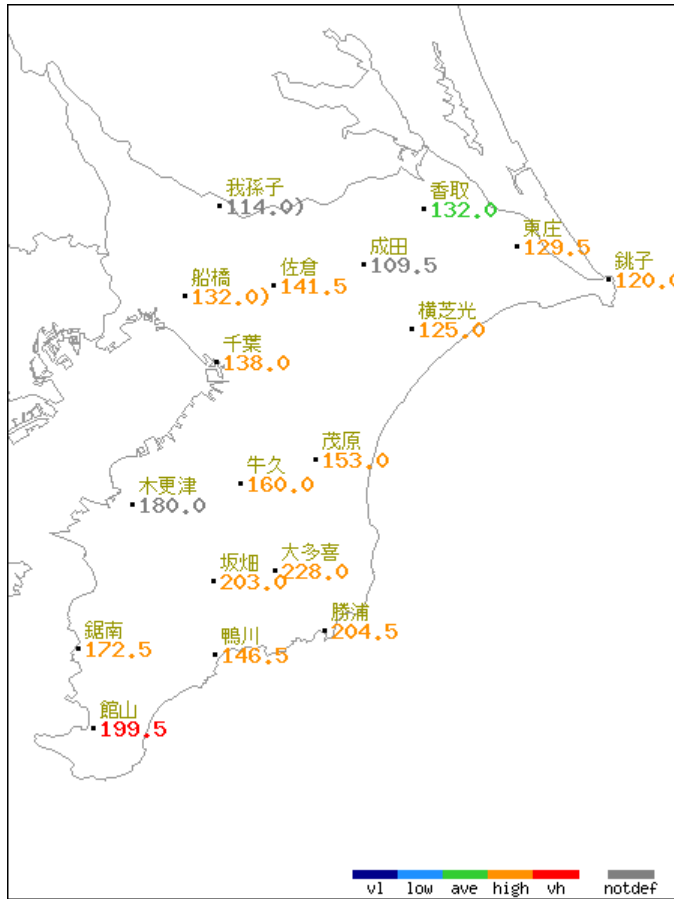 我孫子
114.0)
香取
132.0
東庄
129.5
成田
109.5
銚子
120.0
佐倉
141.5
船橋
132.0)
横芝光
125.0
千葉
138.0
茂原
153.0
牛久
160.0
木更津
180.0
大多喜
228.0
坂畑
203.0
勝浦
204.5
鋸南
172.5
鴨川
146.5
館山
199.5
vl low ave high vh notdef